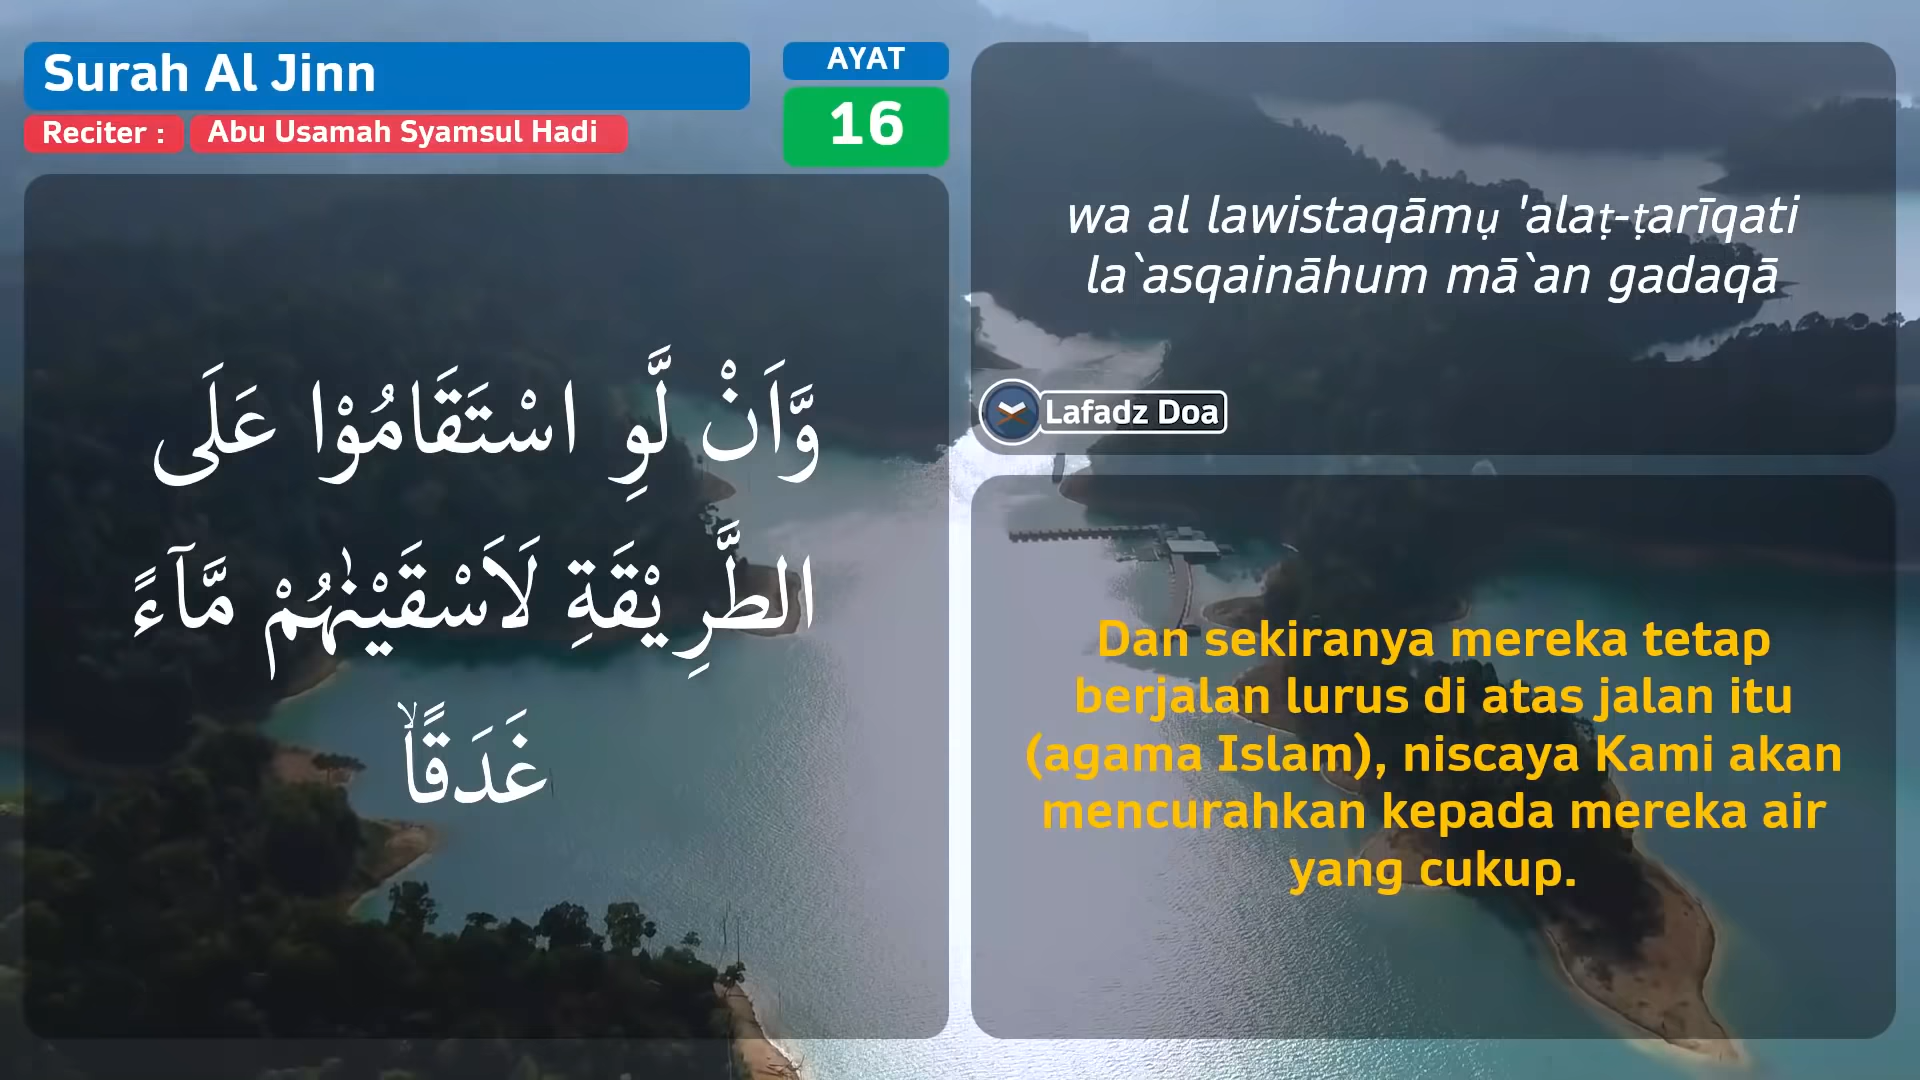 Surah Al Jinn
AYAT
16
Reciter :
Abu Usamah Syamsul Hadi
وَّاَنْ لَّوِ اسْتَقَامُوْا عَلَى
الطَّرِيْقَةِ لَاَسْقَيْنٰهُمْ مَّاۤءً
غَدَقًاۙ
wa al lawistaqāmụ 'alaṭ-ṭarīqati
la`asqaināhum mā`an gadaqā
Lafadz Doa
Dan sekiranya mereka tetap
berjalan lurus di atas jalan itu
(agama Islam), niscaya Kami akan
mencurahkan kepada mereka air
yang cukup.